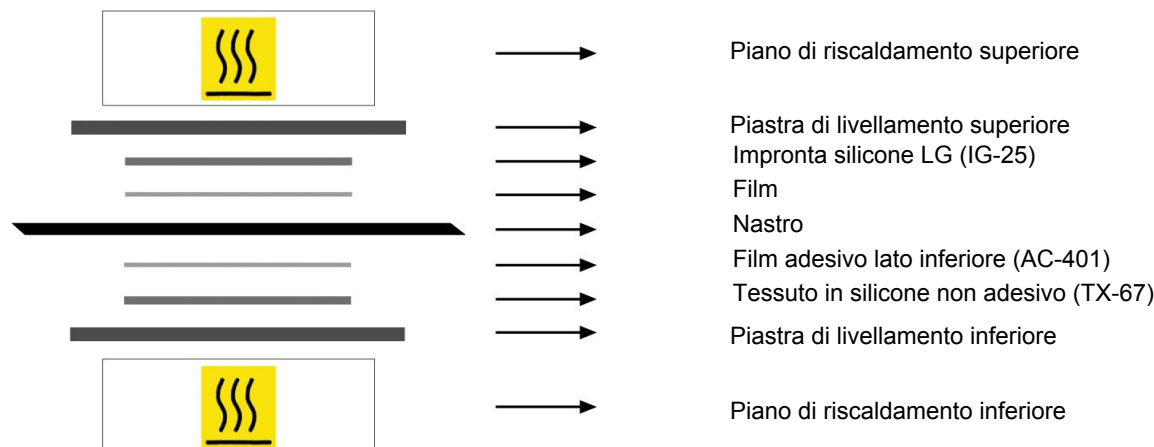 Piano di riscaldamento superiore
Piastra di livellamento superiore
Impronta silicone LG (IG-25)
Film
Nastro
Film adesivo lato inferiore (AC-401)
Tessuto in silicone non adesivo (TX-67)
Piastra di livellamento inferiore
Piano di riscaldamento inferiore